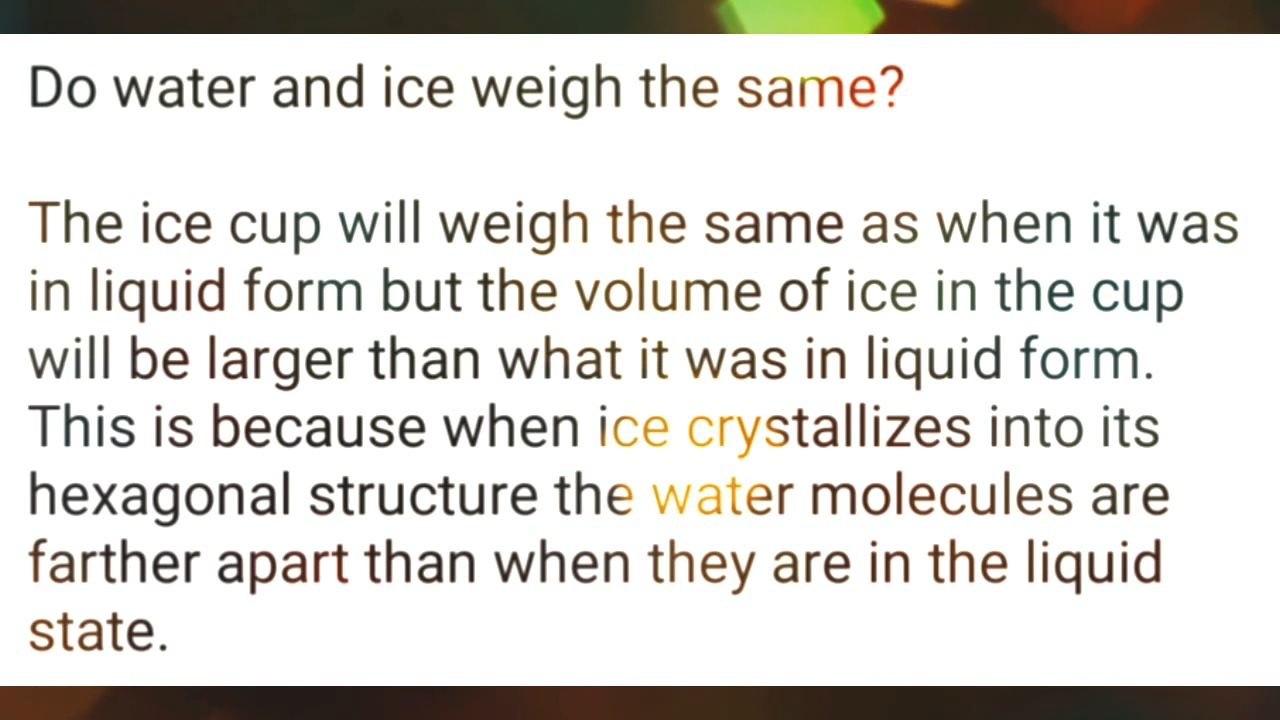 Do water and ice weigh the same?
The ice cup will weigh the same as when it was
in liquid form but the volume of ice in the cup
will be larger than what it was in liquid form.
This is because when ice crystallizes into its
hexagonal structure the water molecules are
farther apart than when they are in the liquid
state.